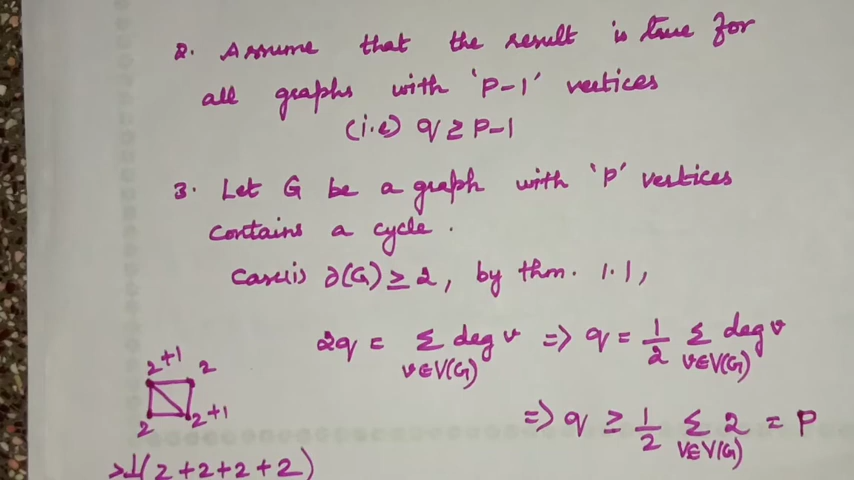 2. Assume that the result is true for
all graphs with 'P-1' vertices
(i.e) q ≥ P-1
3. Let G be a graph with 'P' vertices
contains a cycle.
Case(i) ∂(G) ≥ 2, by thm. 1.1,
2q = Σ deg v ⇒ q = 1/2 Σ deg v
v∈V(G) v∈V(G)
⇒ q ≥ 1/2 Σ 2 = P
v∈V(G)
2+1 2
2 2+1
>1/(2+2+2+2)